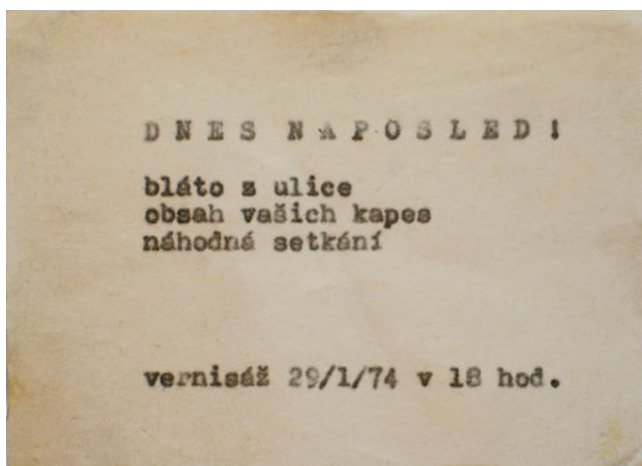 DNES NAPOSLED!
bláto z ulice
obsah vašich kapes
náhodná setkání
vernisáž 29/1/74 v 18 hod.